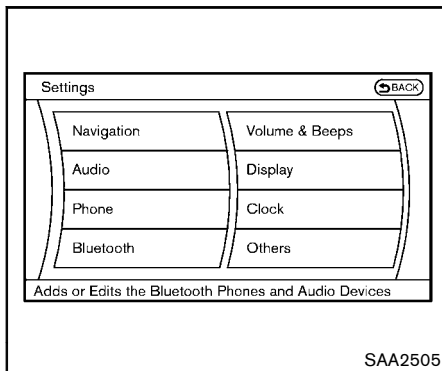 Settings
BACK
Navigation
Volume & Beeps
Audio
Display
Phone
Clock
Bluetooth
Others
Adds or Edits the Bluetooth Phones and Audio Devices
SAA2505